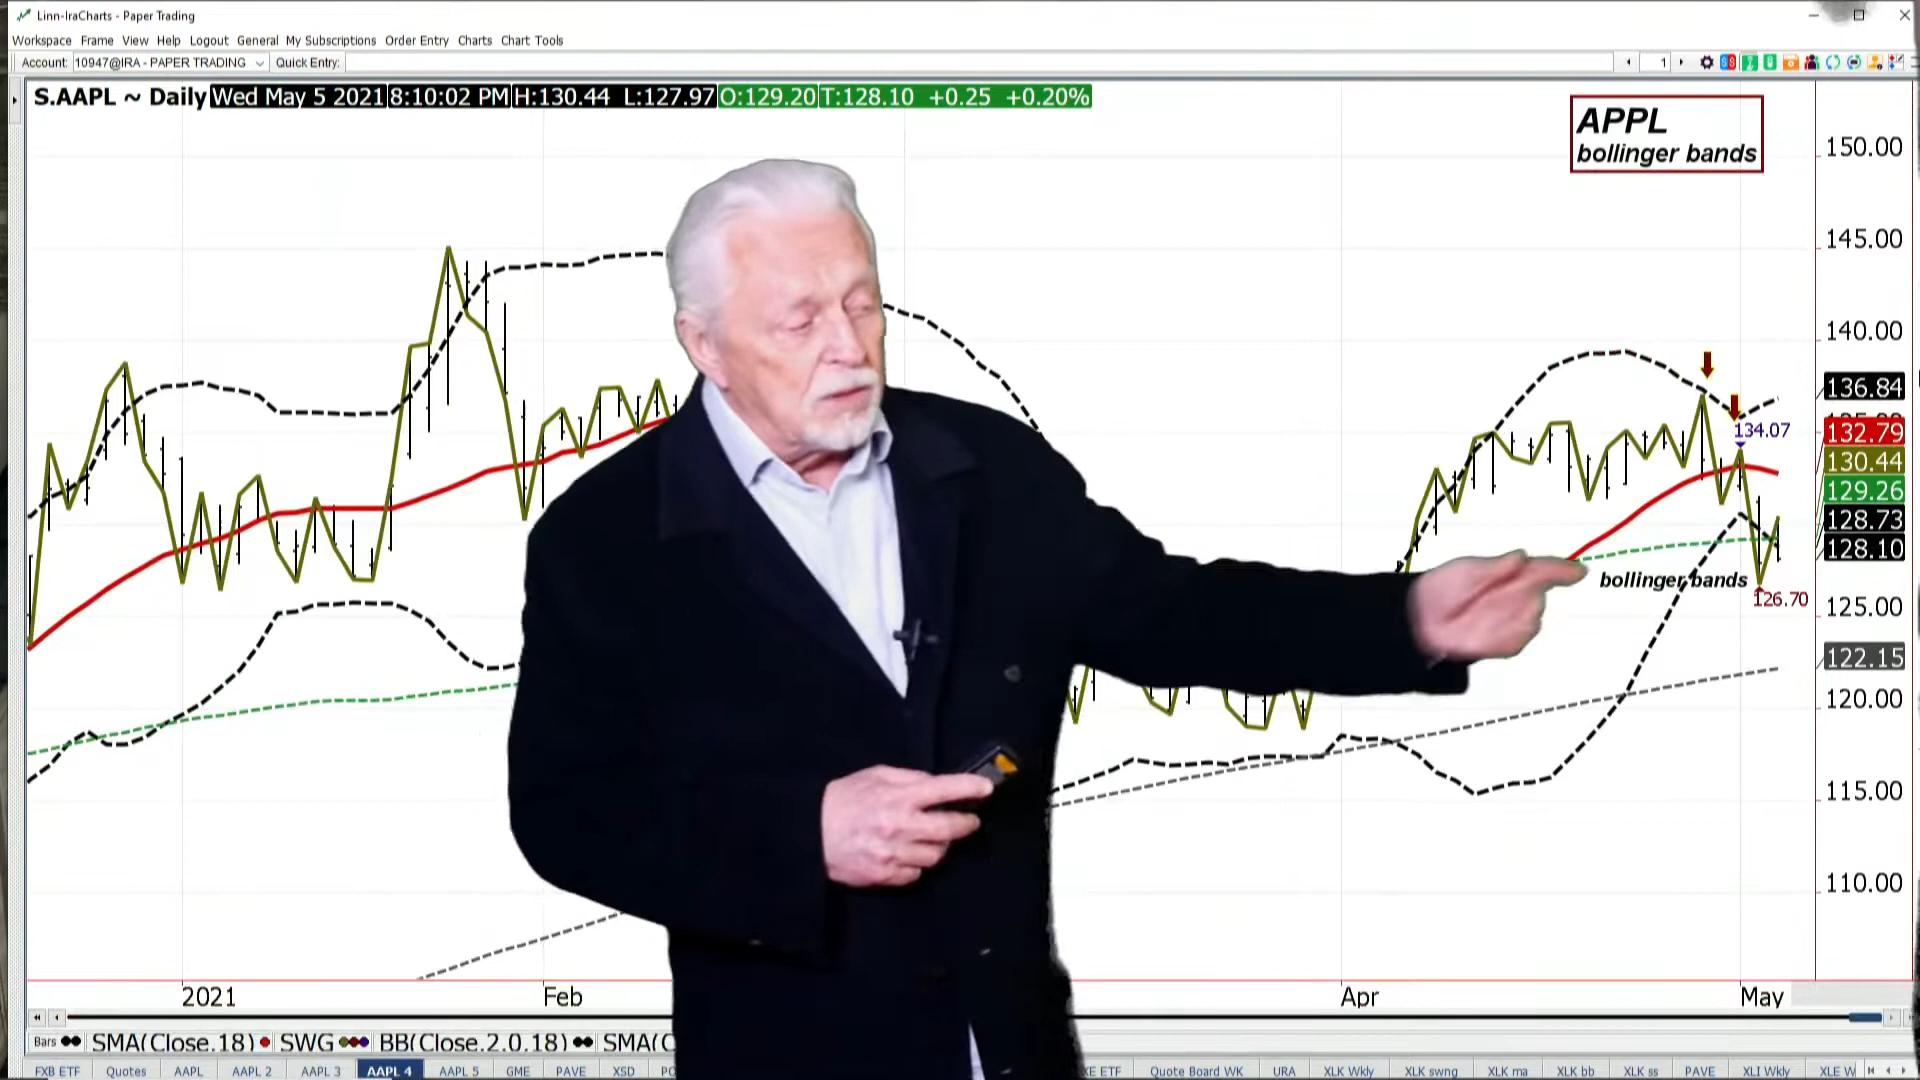 Linn-IraCharts - Paper Trading
Workspace Frame View Help Logout General My Subscriptions Order Entry Charts Chart Tools
Account: 10947@IRA - PAPER TRADING Quick Entry: 1
S.AAPL ~ Daily Wed May 5 2021 8:10:02 PM H:130.44 L:127.97 O:129.20 T:128.10 +0.25 +0.20%
APPL
bollinger bands
150.00
145.00
140.00
136.84
134.07
132.79
130.44
129.26
128.73
128.10
bollinger bands
126.70
125.00
122.15
120.00
115.00
110.00
2021 Feb Apr May
Bars SMA(Close.18) SWG BB(Close.2.0.18)
FXB ETF Quotes AAPL AAPL 2 AAPL 3 AAPL 4 AAPL 5 GME PAVE XSD Quote Board WK URA XLK Wkly XLK swng XLK ma XLK bb XLK ss PAVE XLI Wkly